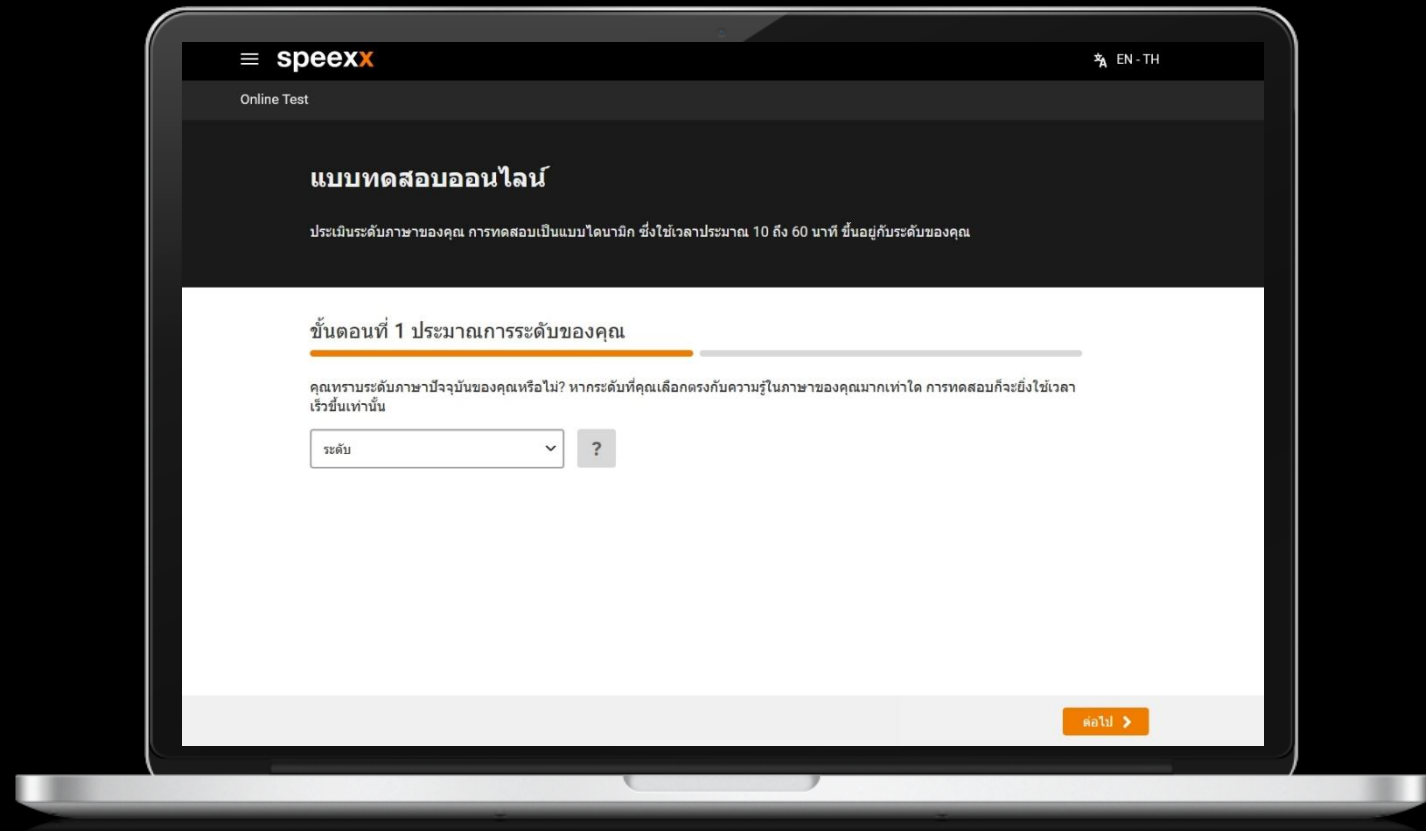 speexx
EN - TH
Online Test
แบบทดสอบออนไลน์
ประเมินระดับภาษาของคุณ การทดสอบเป็นแบบไดนามิก ซึ่งใช้เวลาประมาณ 10 ถึง 60 นาที ขึ้นอยู่กับระดับของคุณ
ขั้นตอนที่ 1 ประมาณการระดับของคุณ
คุณทราบระดับภาษาปัจจุบันของคุณหรือไม่? หากระดับที่คุณเลือกตรงกับความรู้ในภาษาของคุณมากเท่าใด การทดสอบก็จะยิ่งใช้เวลา
เร็วขึ้นเท่านั้น
ระดับ
?
ต่อไป